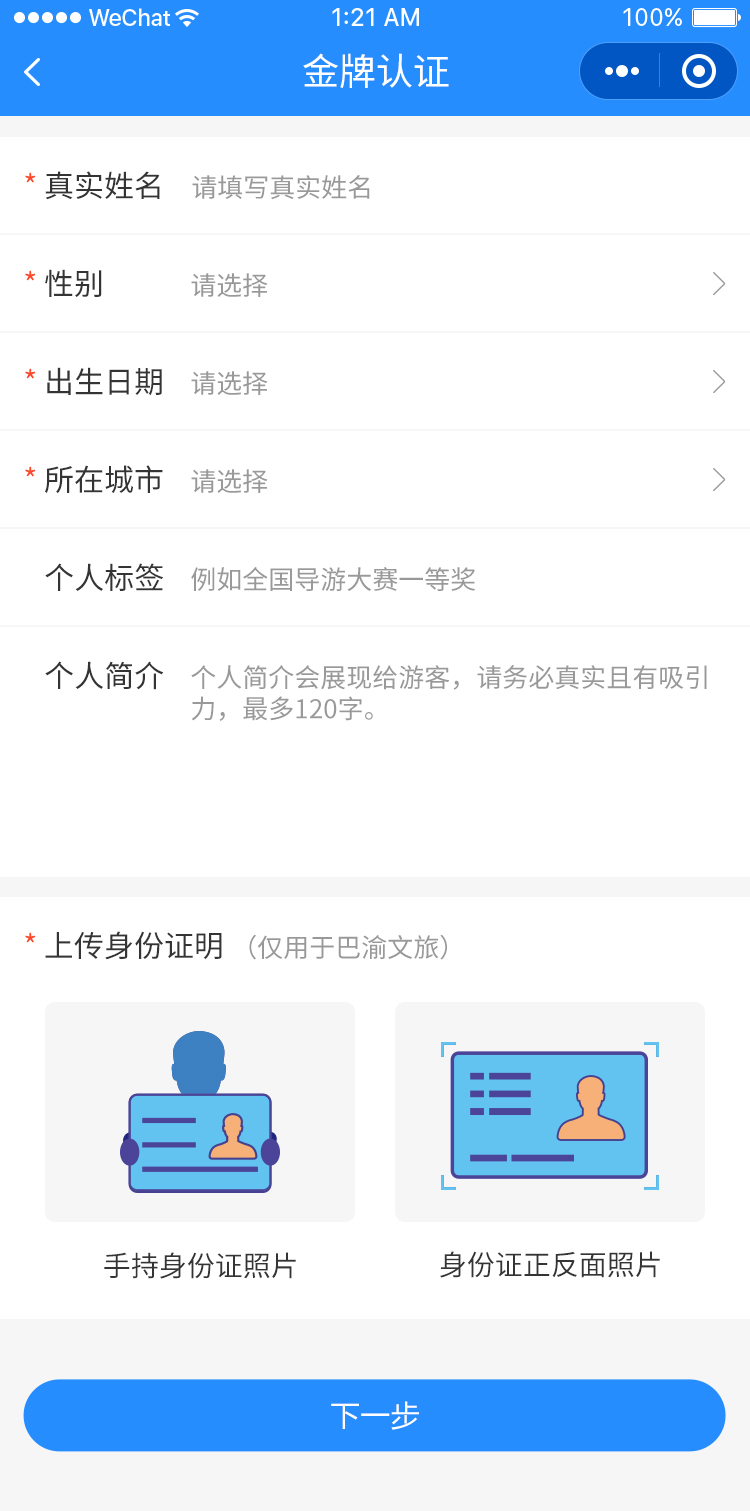 WeChat 1:21 AM 100%
金牌认证
* 真实姓名 请填写真实姓名
* 性别 请选择
* 出生日期 请选择
* 所在城市 请选择
个人标签 例如全国导游大赛一等奖
个人简介 个人简介会展现给游客，请务必真实且有吸引
力，最多120字。
* 上传身份证明 （仅用于巴渝文旅）
手持身份证照片 身份证正反面照片
下一步